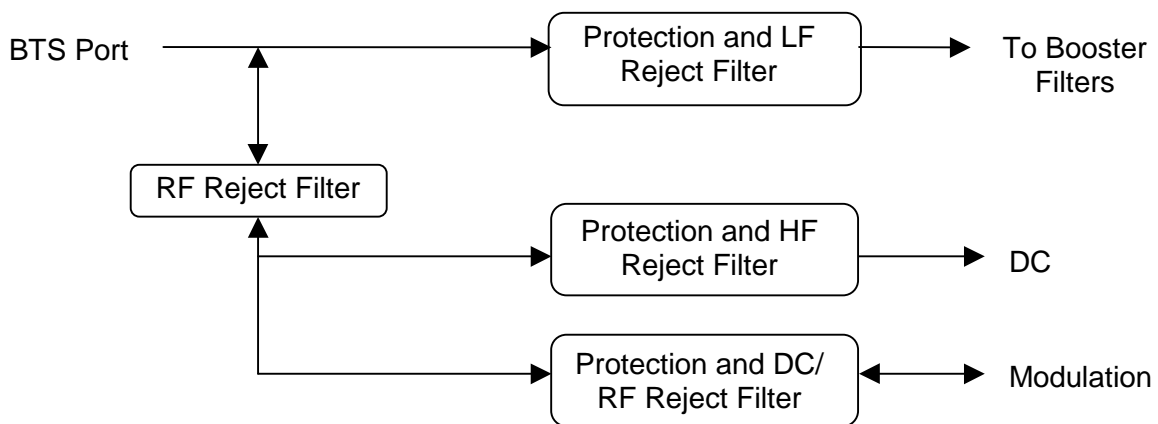 BTS Port
Protection and LF
Reject Filter
To Booster
Filters
RF Reject Filter
Protection and HF
Reject Filter
DC
Protection and DC/
RF Reject Filter
Modulation